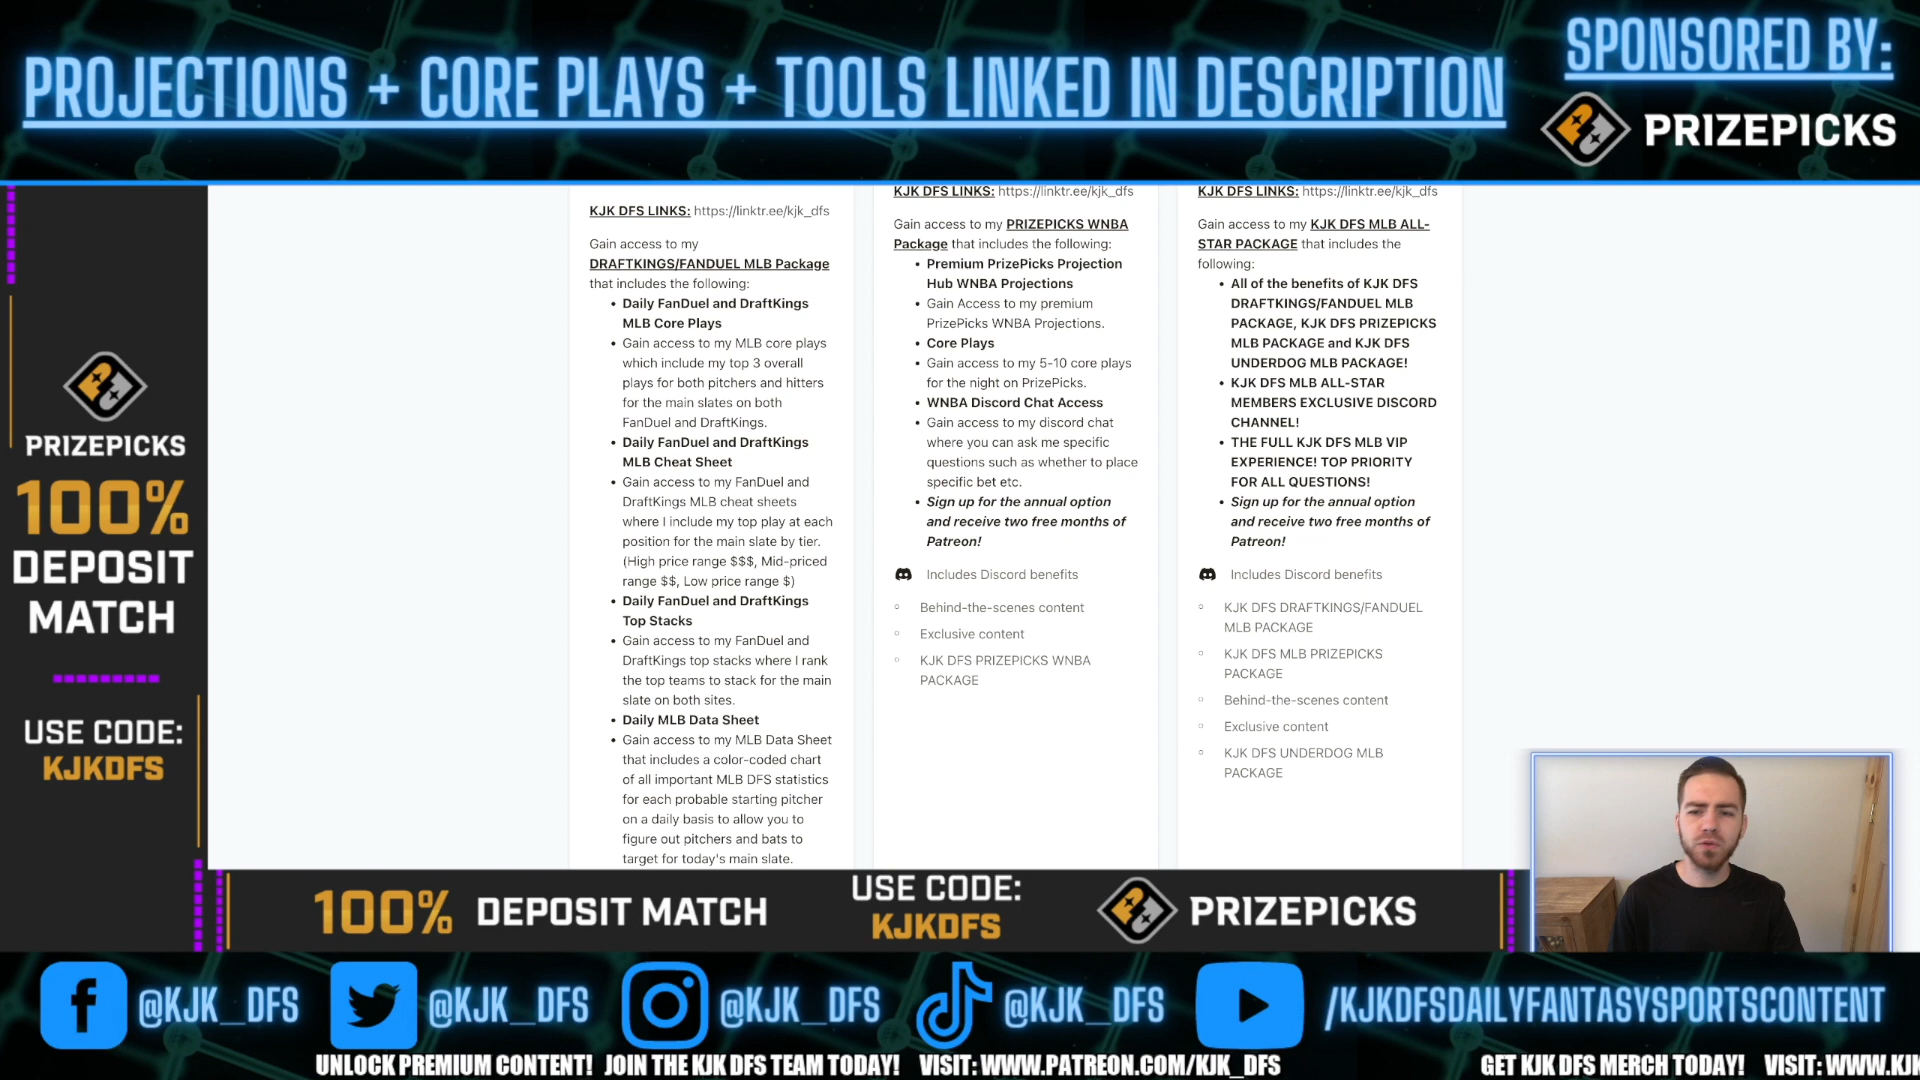 PROJECTIONS + CORE PLAYS + TOOLS LINKED IN DESCRIPTION
SPONSORED BY:
PRIZEPICKS
PRIZEPICKS
100%
DEPOSIT
MATCH
USE CODE:
KJKDFS
KJK DFS LINKS: https://linktr.ee/kjk_dfs
Gain access to my
DRAFTKINGS/FANDUEL MLB Package
that includes the following:
• Daily FanDuel and DraftKings
MLB Core Plays
• Gain access to my MLB core plays
which include my top 3 overall
plays for both pitchers and hitters
for the main slates on both
FanDuel and DraftKings.
• Daily FanDuel and DraftKings
MLB Cheat Sheet
• Gain access to my FanDuel and
DraftKings MLB cheat sheets
where I include my top play at each
position for the main slate by tier.
(High price range $$$, Mid-priced
range $$, Low price range $)
• Daily FanDuel and DraftKings
Top Stacks
• Gain access to my FanDuel and
DraftKings top stacks where I rank
the top teams to stack for the main
slate on both sites.
• Daily MLB Data Sheet
• Gain access to my MLB Data Sheet
that includes a color-coded chart
of all important MLB DFS statistics
for each probable starting pitcher
on a daily basis to allow you to
figure out pitchers and bats to
target for today's main slate.
KJK DFS LINKS: https://linktr.ee/kjk_dfs
Gain access to my PRIZEPICKS WNBA
Package that includes the following:
• Premium PrizePicks Projection
Hub WNBA Projections
• Gain Access to my premium
PrizePicks WNBA Projections.
• Core Plays
• Gain access to my 5-10 core plays
for the night on PrizePicks.
• WNBA Discord Chat Access
• Gain access to my discord chat
where you can ask me specific
questions such as whether to place
specific bet etc.
• Sign up for the annual option
and receive two free months of
Patreon!
Includes Discord benefits
Behind-the-scenes content
Exclusive content
KJK DFS PRIZEPICKS WNBA
PACKAGE
KJK DFS LINKS: https://linktr.ee/kjk_dfs
Gain access to my KJK DFS MLB ALL-
STAR PACKAGE that includes the
following:
• All of the benefits of KJK DFS
DRAFTKINGS/FANDUEL MLB
PACKAGE, KJK DFS PRIZEPICKS
MLB PACKAGE and KJK DFS
UNDERDOG MLB PACKAGE!
• KJK DFS MLB ALL-STAR
MEMBERS EXCLUSIVE DISCORD
CHANNEL!
• THE FULL KJK DFS MLB VIP
EXPERIENCE! TOP PRIORITY
FOR ALL QUESTIONS!
• Sign up for the annual option
and receive two free months of
Patreon!
Includes Discord benefits
KJK DFS DRAFTKINGS/FANDUEL
MLB PACKAGE
KJK DFS MLB PRIZEPICKS
PACKAGE
Behind-the-scenes content
Exclusive content
KJK DFS UNDERDOG MLB
PACKAGE
100% DEPOSIT MATCH
USE CODE:
KJKDFS
PRIZEPICKS
@KJK_DFS
@KJK_DFS
@KJK_DFS
@KJK_DFS
/KJKDFSDAILYFANTASYSPORTSCONTENT
UNLOCK PREMIUM CONTENT! JOIN THE KJK DFS TEAM TODAY! VISIT: WWW.PATREON.COM/KJK_DFS GET KJK DFS MERCH TODAY! VISIT: WWW.KJK